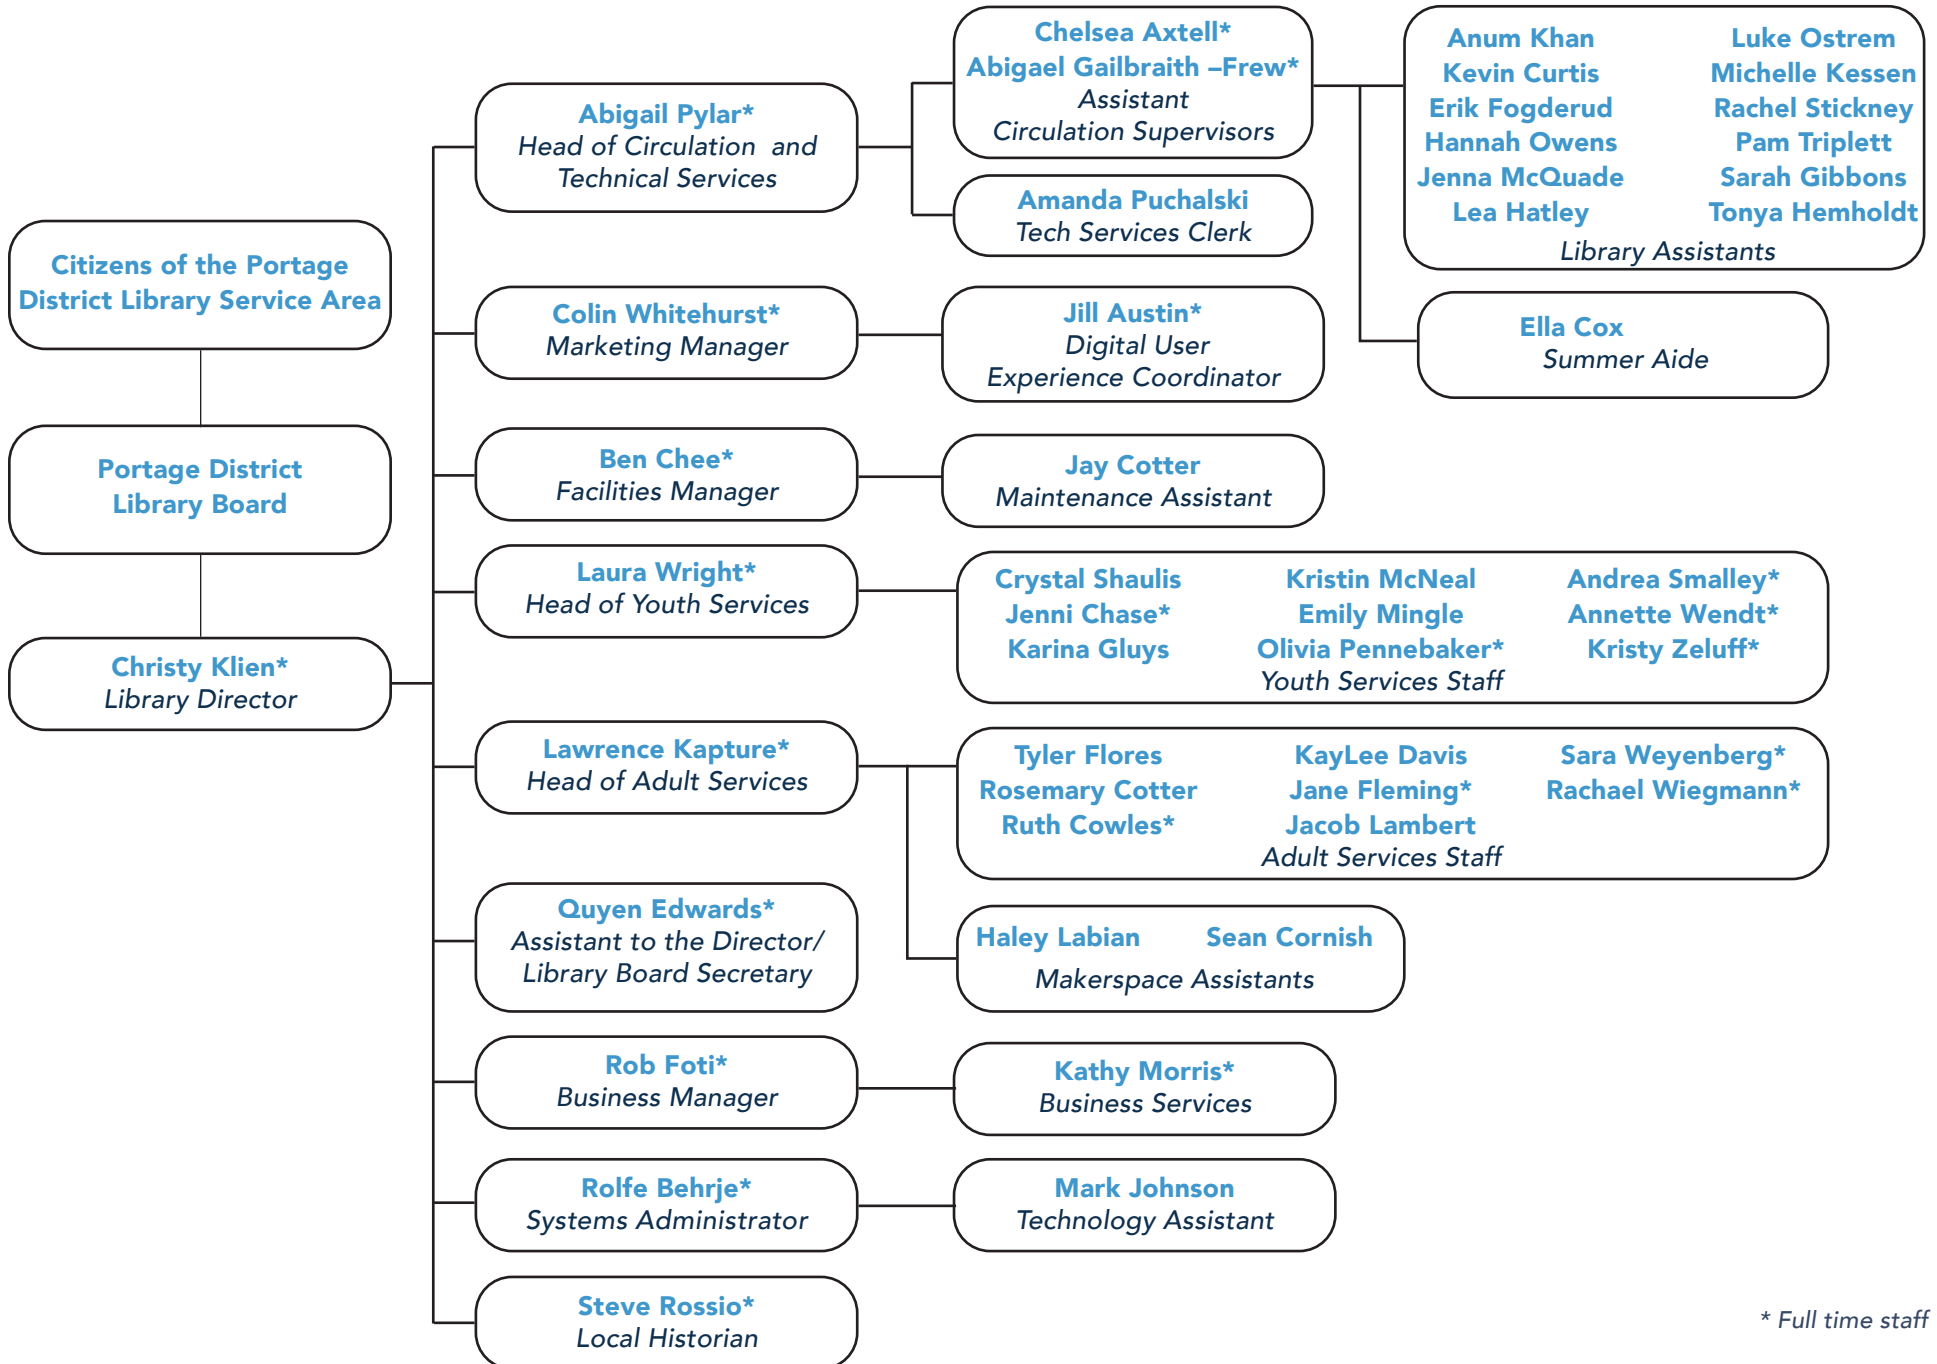 Citizens of the Portage
District Library Service Area
Portage District
Library Board
Christy Klien*
Library Director
Abigail Pylar*
Head of Circulation and
Technical Services
Chelsea Axtell*
Abigael Gailbraith –Frew*
Assistant
Circulation Supervisors
Amanda Puchalski
Tech Services Clerk
Anum Khan
Kevin Curtis
Erik Fogderud
Hannah Owens
Jenna McQuade
Lea Hatley
Luke Ostrem
Michelle Kessen
Rachel Stickney
Pam Triplett
Sarah Gibbons
Tonya Hemholdt
Library Assistants
Ella Cox
Summer Aide
Colin Whitehurst*
Marketing Manager
Jill Austin*
Digital User
Experience Coordinator
Ben Chee*
Facilities Manager
Jay Cotter
Maintenance Assistant
Laura Wright*
Head of Youth Services
Crystal Shaulis
Jenni Chase*
Karina Gluys
Kristin McNeal
Emily Mingle
Olivia Pennebaker*
Andrea Smalley*
Annette Wendt*
Kristy Zeluff*
Youth Services Staff
Lawrence Kapture*
Head of Adult Services
Tyler Flores
Rosemary Cotter
Ruth Cowles*
KayLee Davis
Jane Fleming*
Jacob Lambert
Sara Weyenberg*
Rachael Wiegmann*
Adult Services Staff
Haley Labian
Sean Cornish
Makerspace Assistants
Quyen Edwards*
Assistant to the Director/
Library Board Secretary
Rob Foti*
Business Manager
Kathy Morris*
Business Services
Rolfe Behrje*
Systems Administrator
Mark Johnson
Technology Assistant
Steve Rossio*
Local Historian
* Full time staff